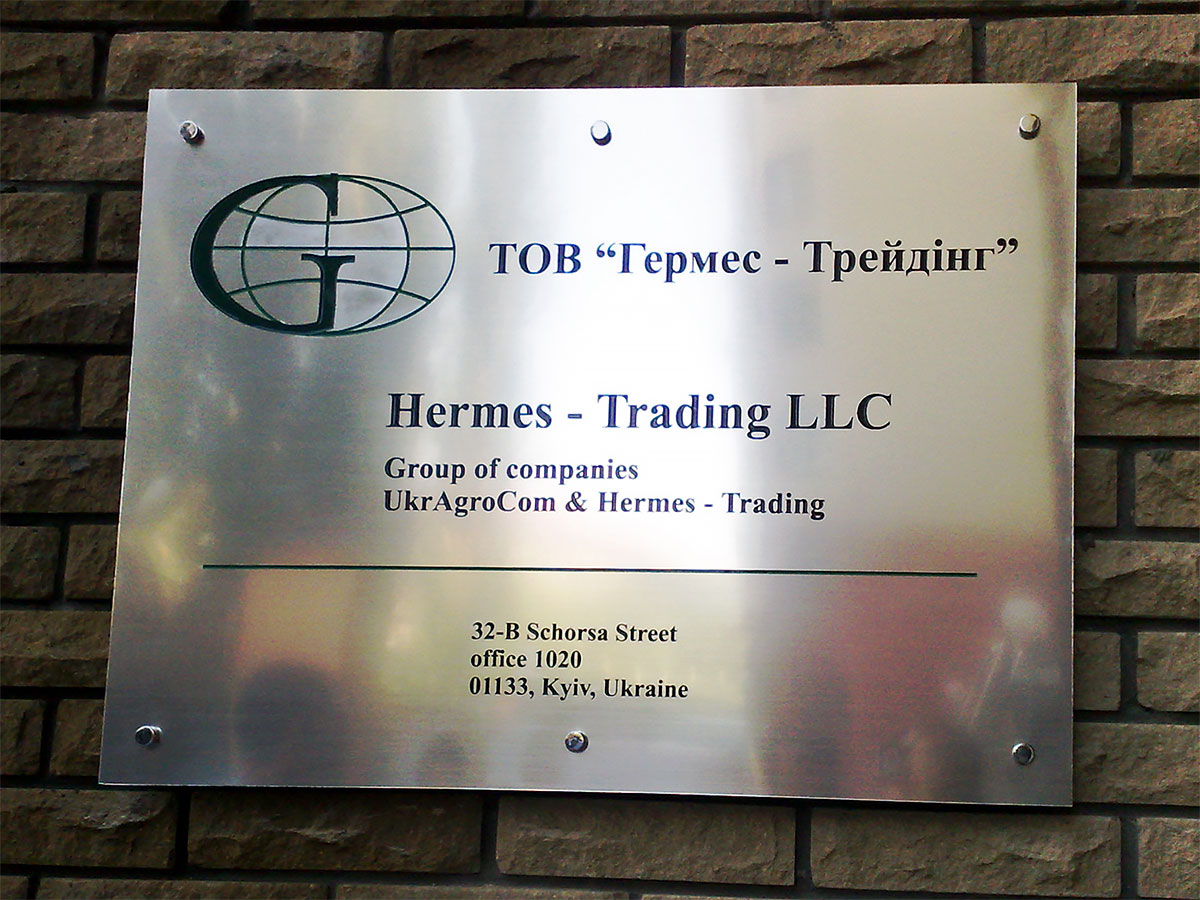 G
ТОВ “Гермес - Трейдінг”
Hermes - Trading LLC
Group of companies
UkrAgroCom & Hermes - Trading
32-B Schorsa Street
office 1020
01133, Kyiv, Ukraine